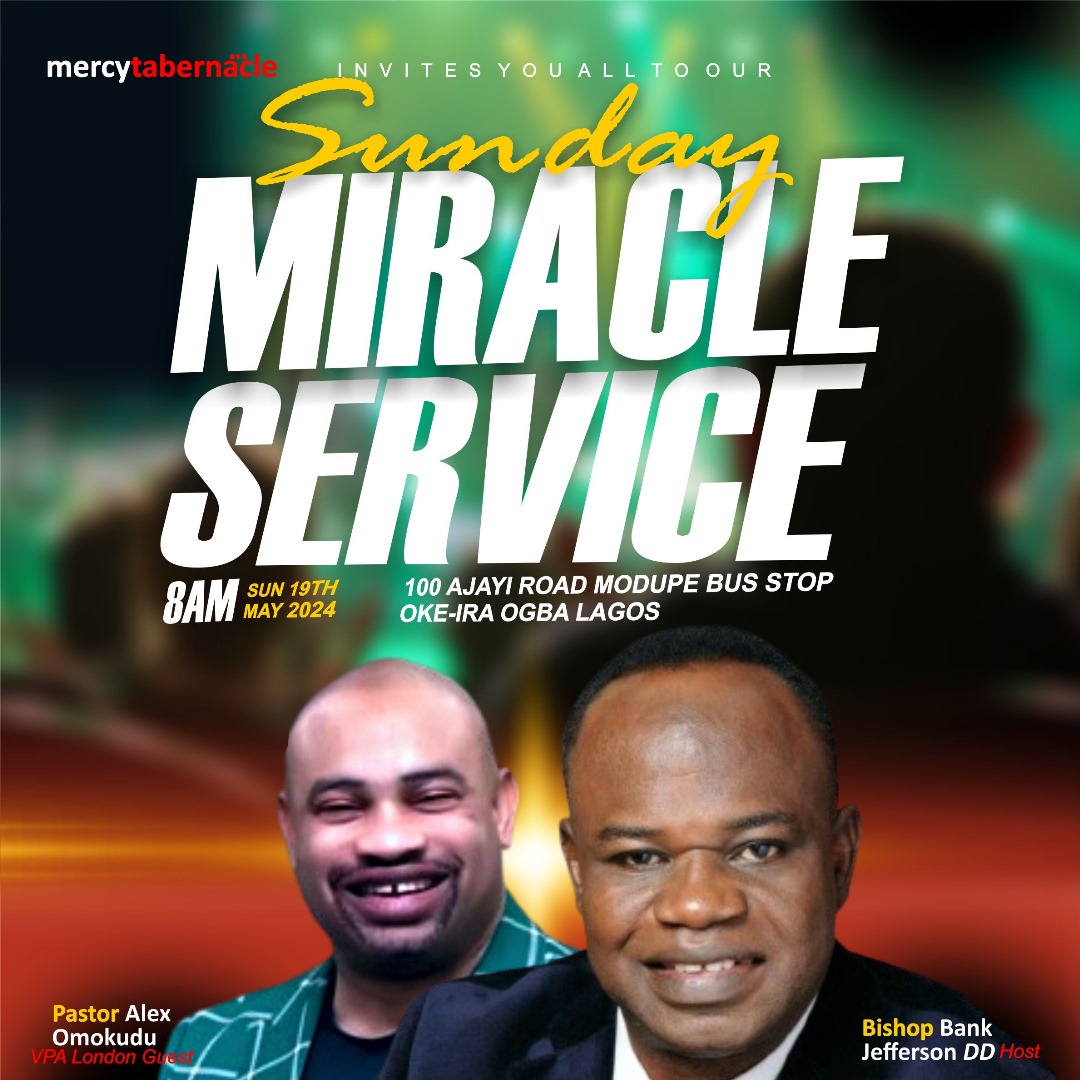 mercytabernacle
INVITES YOU ALL TO OUR
Sunday
MIRACLE
SERVICE
8AM
SUN 19TH
MAY 2024
100 AJAYI ROAD MODUPE BUS STOP
OKE-IRA OGBA LAGOS
Pastor Alex
Omokudu
VPA London Guest
Bishop Bank
Jefferson DD Host